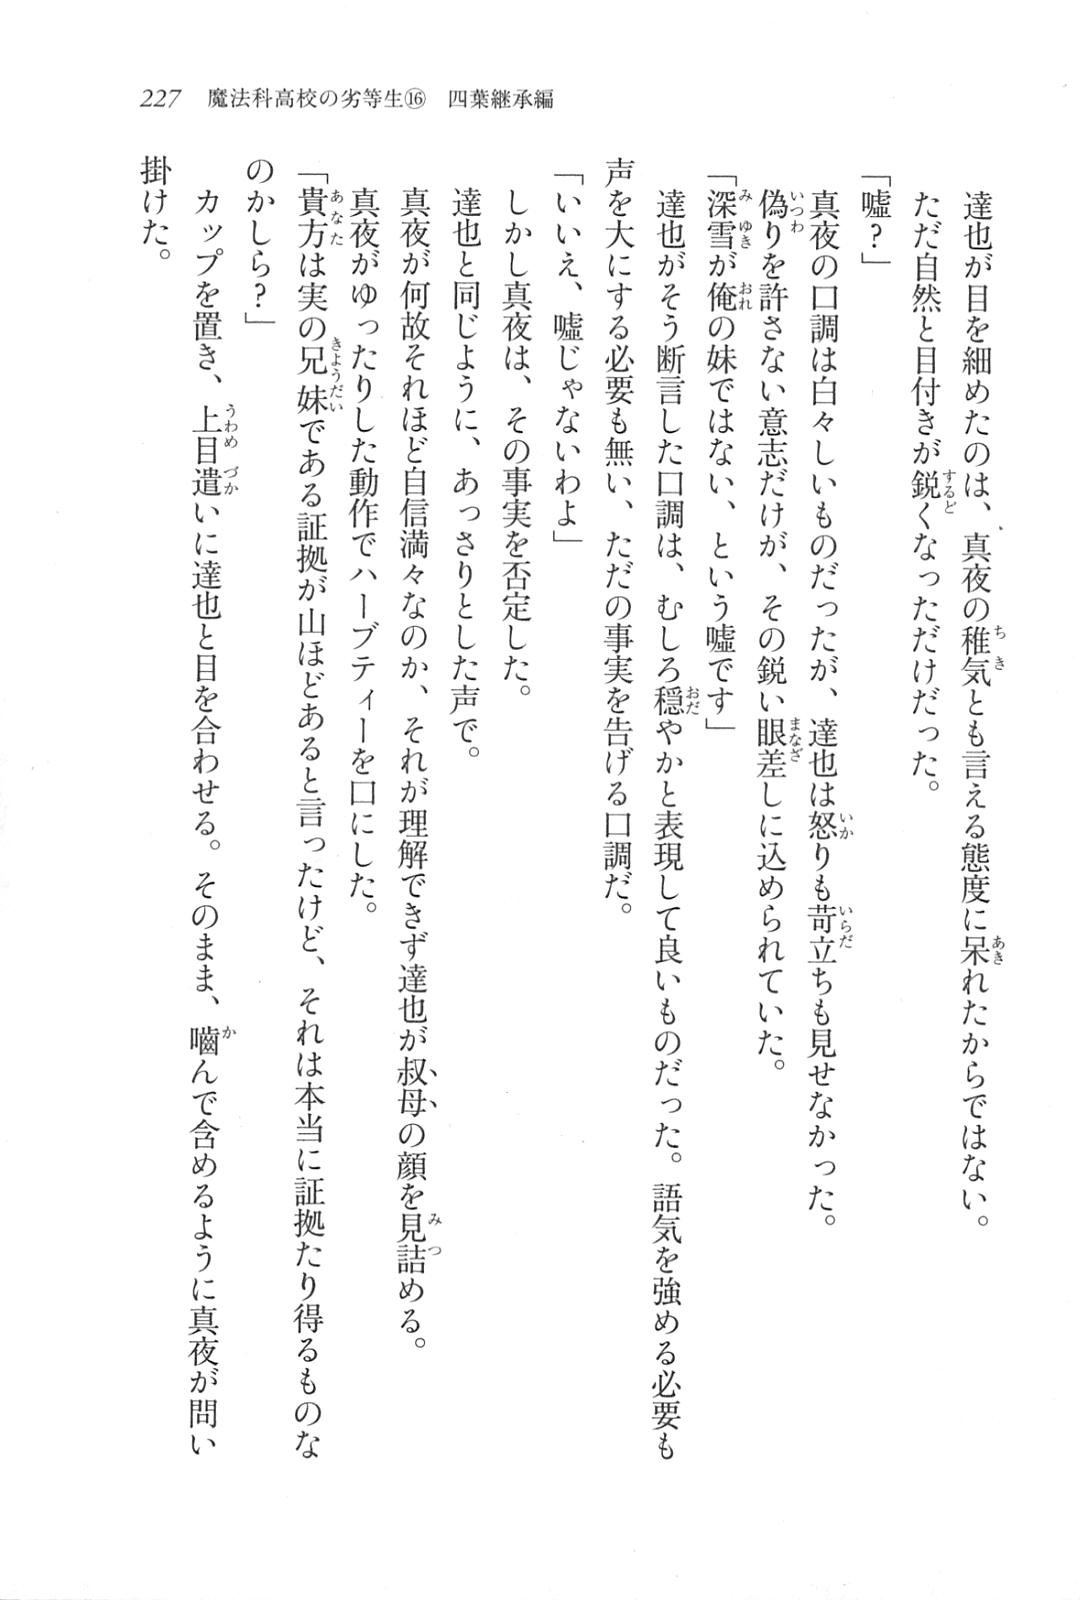 227　魔法科高校の劣等生⑯　四葉継承編
　達也が目を細めたのは、真夜の稚気とも言える態度に呆れたからではない。
　ただ自然と目付きが鋭くなっただけだった。
「嘘？」
　真夜の口調は白々しいものだったが、達也は怒りも苛立ちも見せなかった。
　偽りを許さない意志だけが、その鋭い眼差しに込められていた。
「深雪が俺の妹ではない、という嘘です」
　達也がそう断言した口調は、むしろ穏やかと表現して良いものだった。語気を強める必要も
声を大にする必要も無い、ただの事実を告げる口調だ。
「いいえ、嘘じゃないわよ」
　しかし真夜は、その事実を否定した。
　達也と同じように、あっさりとした声で。
　真夜が何故それほど自信満々なのか、それが理解できず達也が叔母の顔を見詰める。
　真夜がゆったりした動作でハーブティーを口にした。
「貴方は実の兄妹である証拠が山ほどあると言ったけど、それは本当に証拠たり得るものな
のかしら？」
　カップを置き、上目遣いに達也と目を合わせる。そのまま、嚙んで含めるように真夜が問い
掛けた。